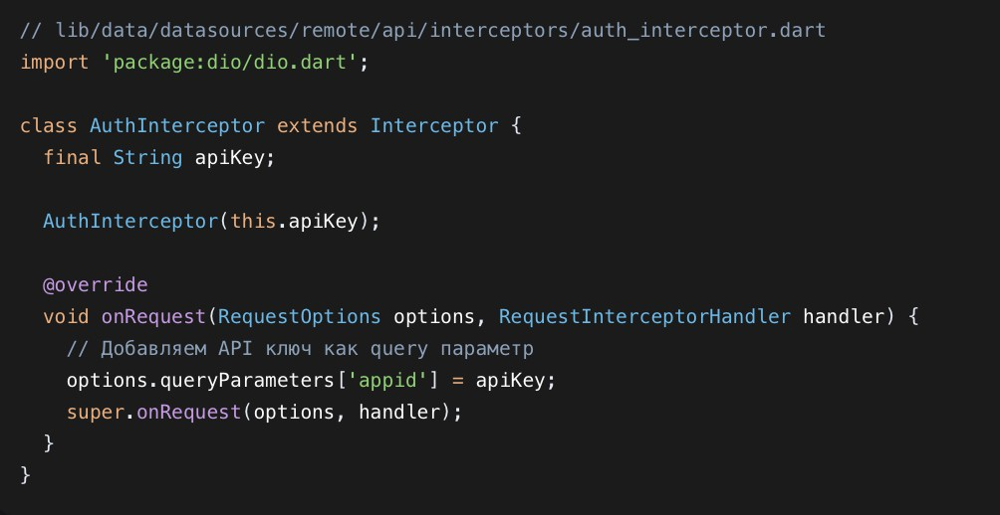 // lib/data/datasources/remote/api/interceptors/auth_interceptor.dart
import 'package:dio/dio.dart';
class AuthInterceptor extends Interceptor {
  final String apiKey;
  AuthInterceptor(this.apiKey);
  @override
  void onRequest(RequestOptions options, RequestInterceptorHandler handler) {
    // Добавляем API ключ как query параметр
    options.queryParameters['appid'] = apiKey;
    super.onRequest(options, handler);
  }
}